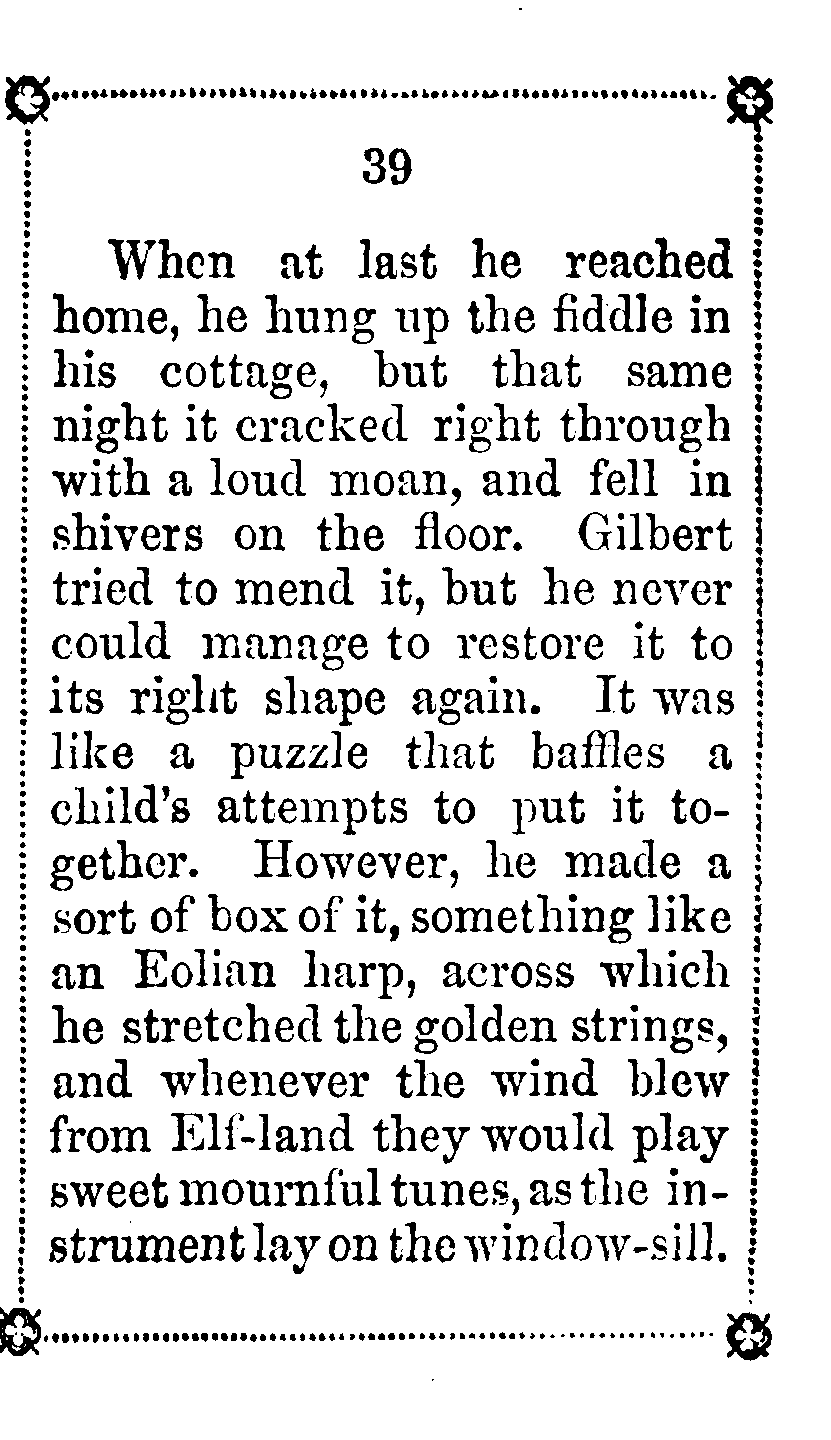 39
When at last he reached
home, he hung up the fiddle in
his cottage, but that same
night it cracked right through
with a loud moan, and fell in
shivers on the floor. Gilbert
tried to mend it, but he never
could manage to restore it to
its right shape again. It was
like a puzzle that baffles a
child's attempts to put it to-
gether. However, he made a
sort of box of it, something like
an Eolian harp, across which
he stretched the golden strings,
and whenever the wind blew
from Elf-land they would play
sweet mournful tunes, as the in-
strument lay on the window-sill.